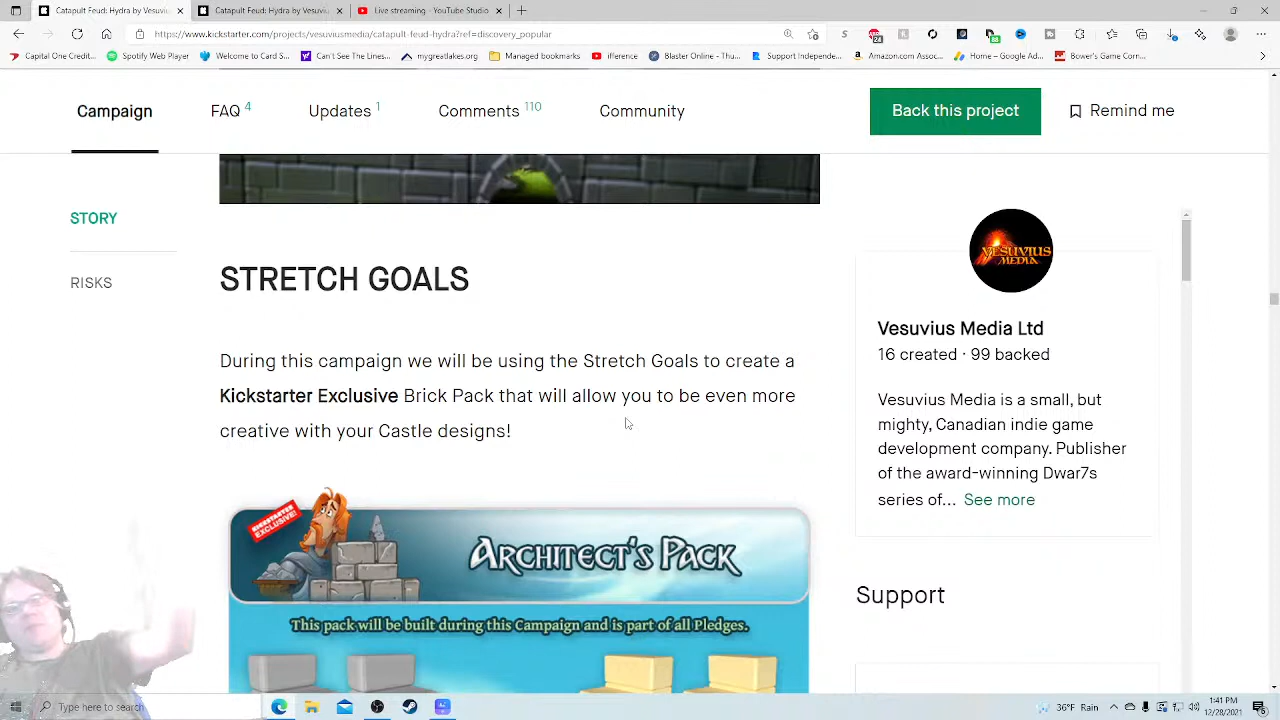 Catapult Feud: Hydra by Vesuviu
Catapult Feud: Hydra by Vesuviu
Live streaming - YouTube Studio
https://www.kickstarter.com/projects/vesuviusmedia/catapult-feud-hydra?ref=discovery_popular
Capital One Credit...
Spotify Web Player
Welcome Guard S...
Can't See The Lines...
myreatlakes.org
Managed bookmarks
ifference
Blaster Online - Thu...
Support Independe...
Amazon.com Assoc...
Home – Google Ad...
Bower's Game Corn...
Campaign
FAQ 4
Updates 1
Comments 110
Community
Back this project
Remind me
STORY
RISKS
STRETCH GOALS
During this campaign we will be using the Stretch Goals to create a
Kickstarter Exclusive Brick Pack that will allow you to be even more
creative with your Castle designs!
KICKSTARTER
EXCLUSIVE!
ARCHITECT'S PACK
This pack will be built during this Campaign and is part of all Pledges.
VESUVIUS
MEDIA
Vesuvius Media Ltd
16 created · 99 backed
Vesuvius Media is a small, but
mighty, Canadian indie game
development company. Publisher
of the award-winning Dwar7s
series of... See more
Support
Type here to search
36°F Rain
1:41 PM
12/28/2021